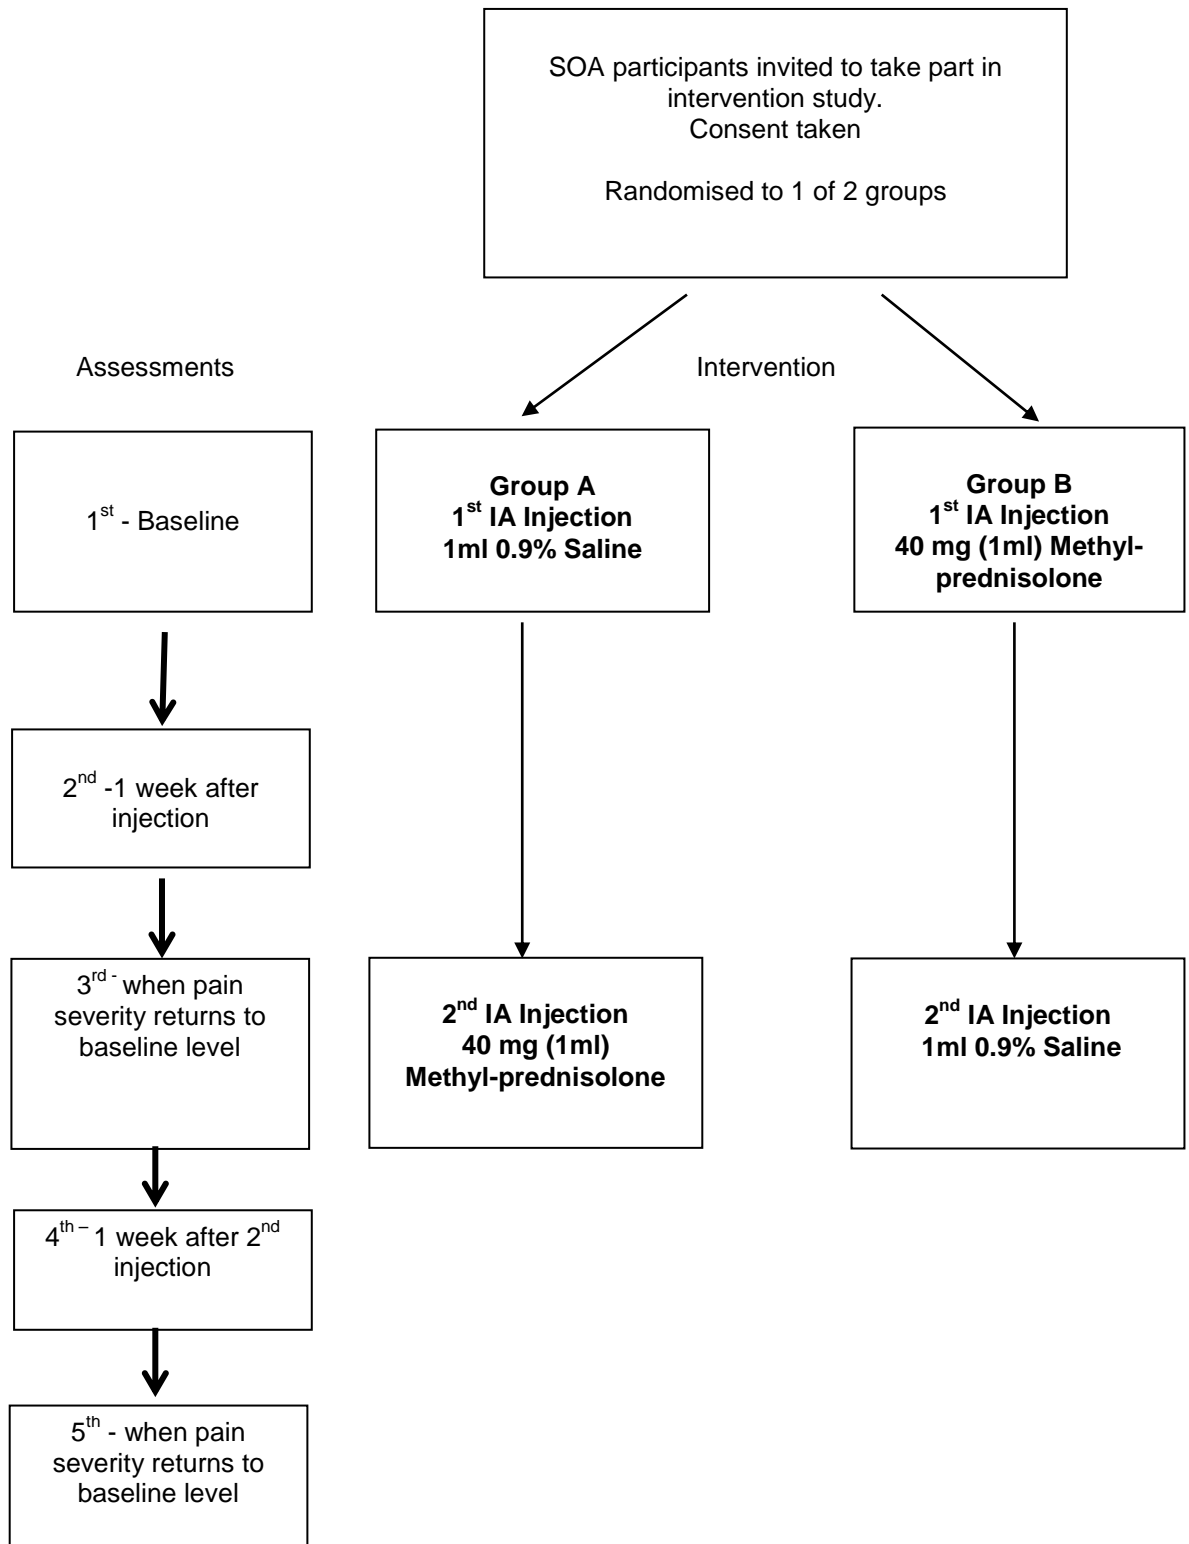 SOA participants invited to take part in
intervention study.
Consent taken
Randomised to 1 of 2 groups
Assessments
Intervention
1st - Baseline
Group A
1st IA Injection
1ml 0.9% Saline
Group B
1st IA Injection
40 mg (1ml) Methyl-
prednisolone
2nd -1 week after
injection
3rd - when pain
severity returns to
baseline level
2nd IA Injection
40 mg (1ml)
Methyl-prednisolone
2nd IA Injection
1ml 0.9% Saline
4th – 1 week after 2nd
injection
5th - when pain
severity returns to
baseline level